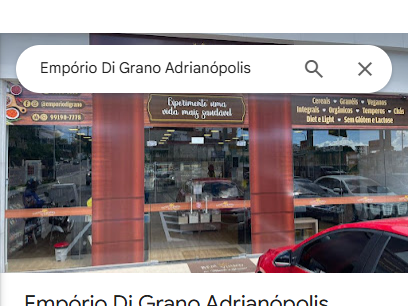 Empório Di Grano Adrianópolis
@emporiodigrano
99190-7778
Experimente uma
vida mais saudável
Cereais ♥ Granéis ♥ Veganos
Integrais ♥ Orgânicos ♥ Temperos ♥ Chás
Diet e Light ♥ Sem Glúten e Lactose
Empório Di Grano Adrianópolis